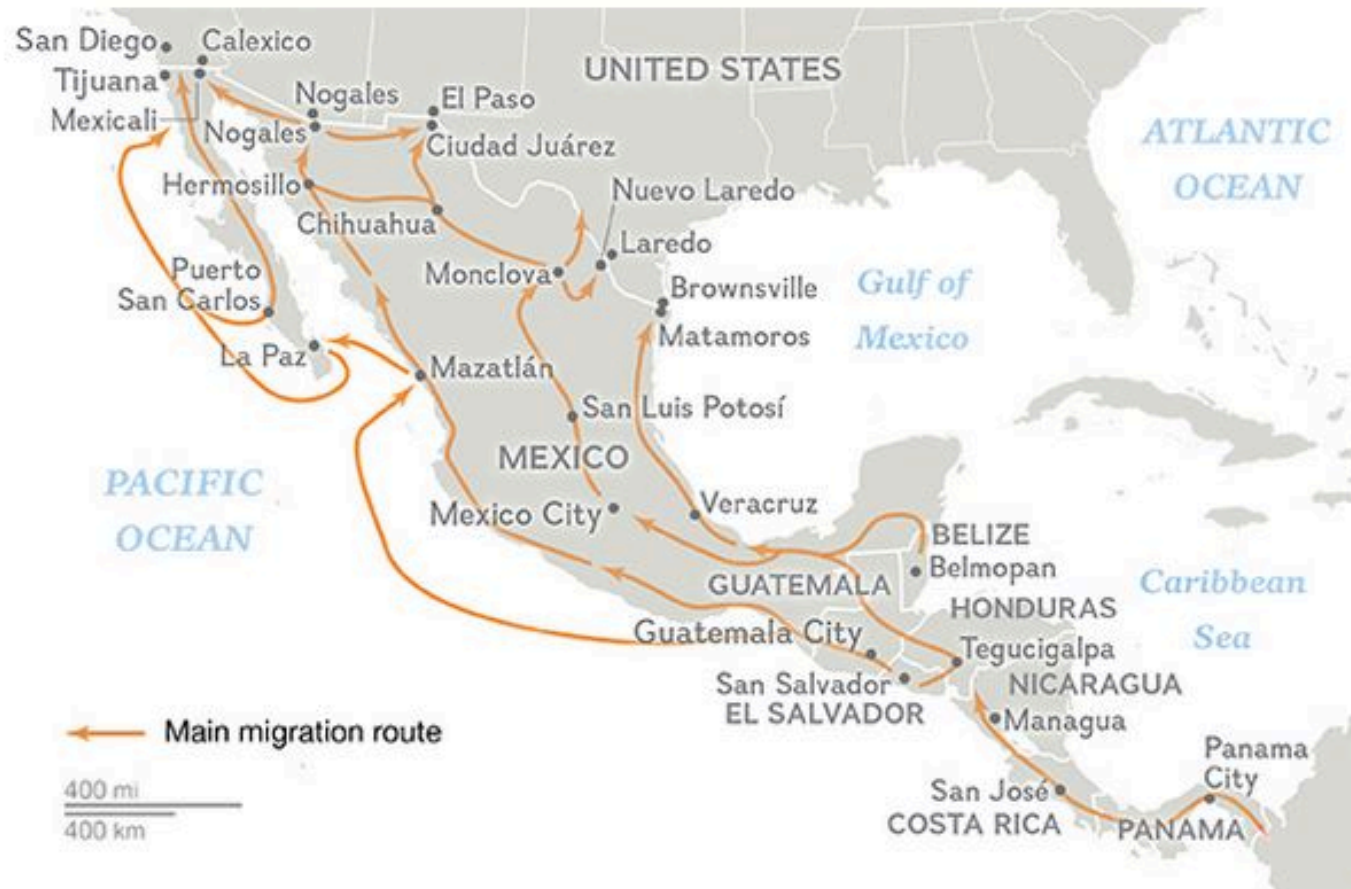 San Diego
Calexico
Tijuana
Mexicali
Nogales
Nogales
El Paso
Ciudad Juárez
UNITED STATES
ATLANTIC
OCEAN
Hermosillo
Chihuahua
Nuevo Laredo
Laredo
Monclova
Puerto
San Carlos
Brownsville
Matamoros
Gulf of
Mexico
La Paz
Mazatlán
San Luis Potosí
MEXICO
PACIFIC
OCEAN
Mexico City
Veracruz
BELIZE
Belmopan
GUATEMALA
HONDURAS
Caribbean
Sea
Guatemala City
Tegucigalpa
San Salvador
EL SALVADOR
NICARAGUA
Managua
Main migration route
Panama
City
San José
COSTA RICA
PANAMA
400 mi
400 km